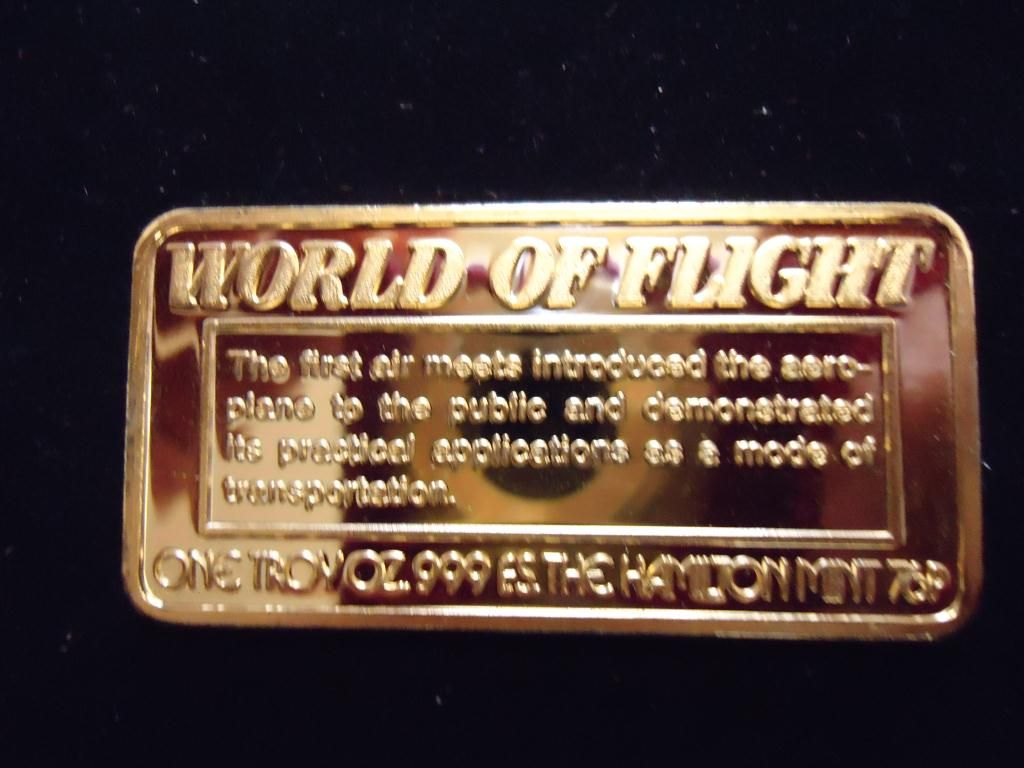 WORLD OF FLIGHT
The first air meets introduced the aero-
plane to the public and demonstrated
its practical applications as a mode of
transportation.
ONE TROY OZ. .999 F.S. THE HAMILTON MINT 76P